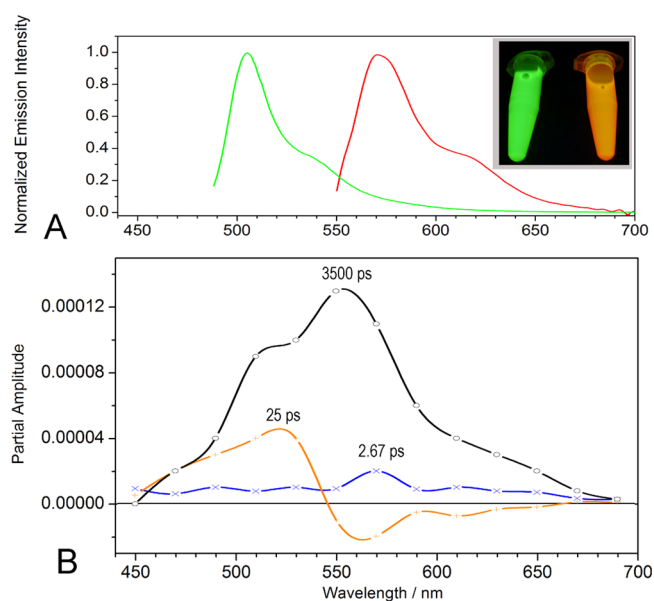 Normalized Emission Intensity
1.0
0.8
0.6
0.4
0.2
0.0
A
450 500 550 600 650 700
3500 ps
25 ps
2.67 ps
Partial Amplitude
0.00012
0.00008
0.00004
0.00000
B
450 500 550 600 650 700
Wavelength / nm